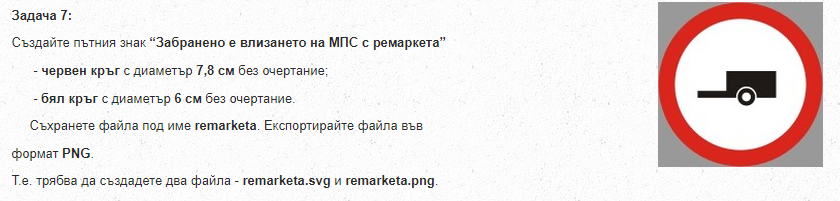 Задача 7:
Създайте пътния знак “Забранено е влизането на МПС с ремаркета”
- червен кръг с диаметър 7,8 см без очертание;
- бял кръг с диаметър 6 см без очертание.
Съхранете файла под име remarketa. Експортирайте файла във
формат PNG.
Т.е. трябва да създадете два файла - remarketa.svg и remarketa.png.